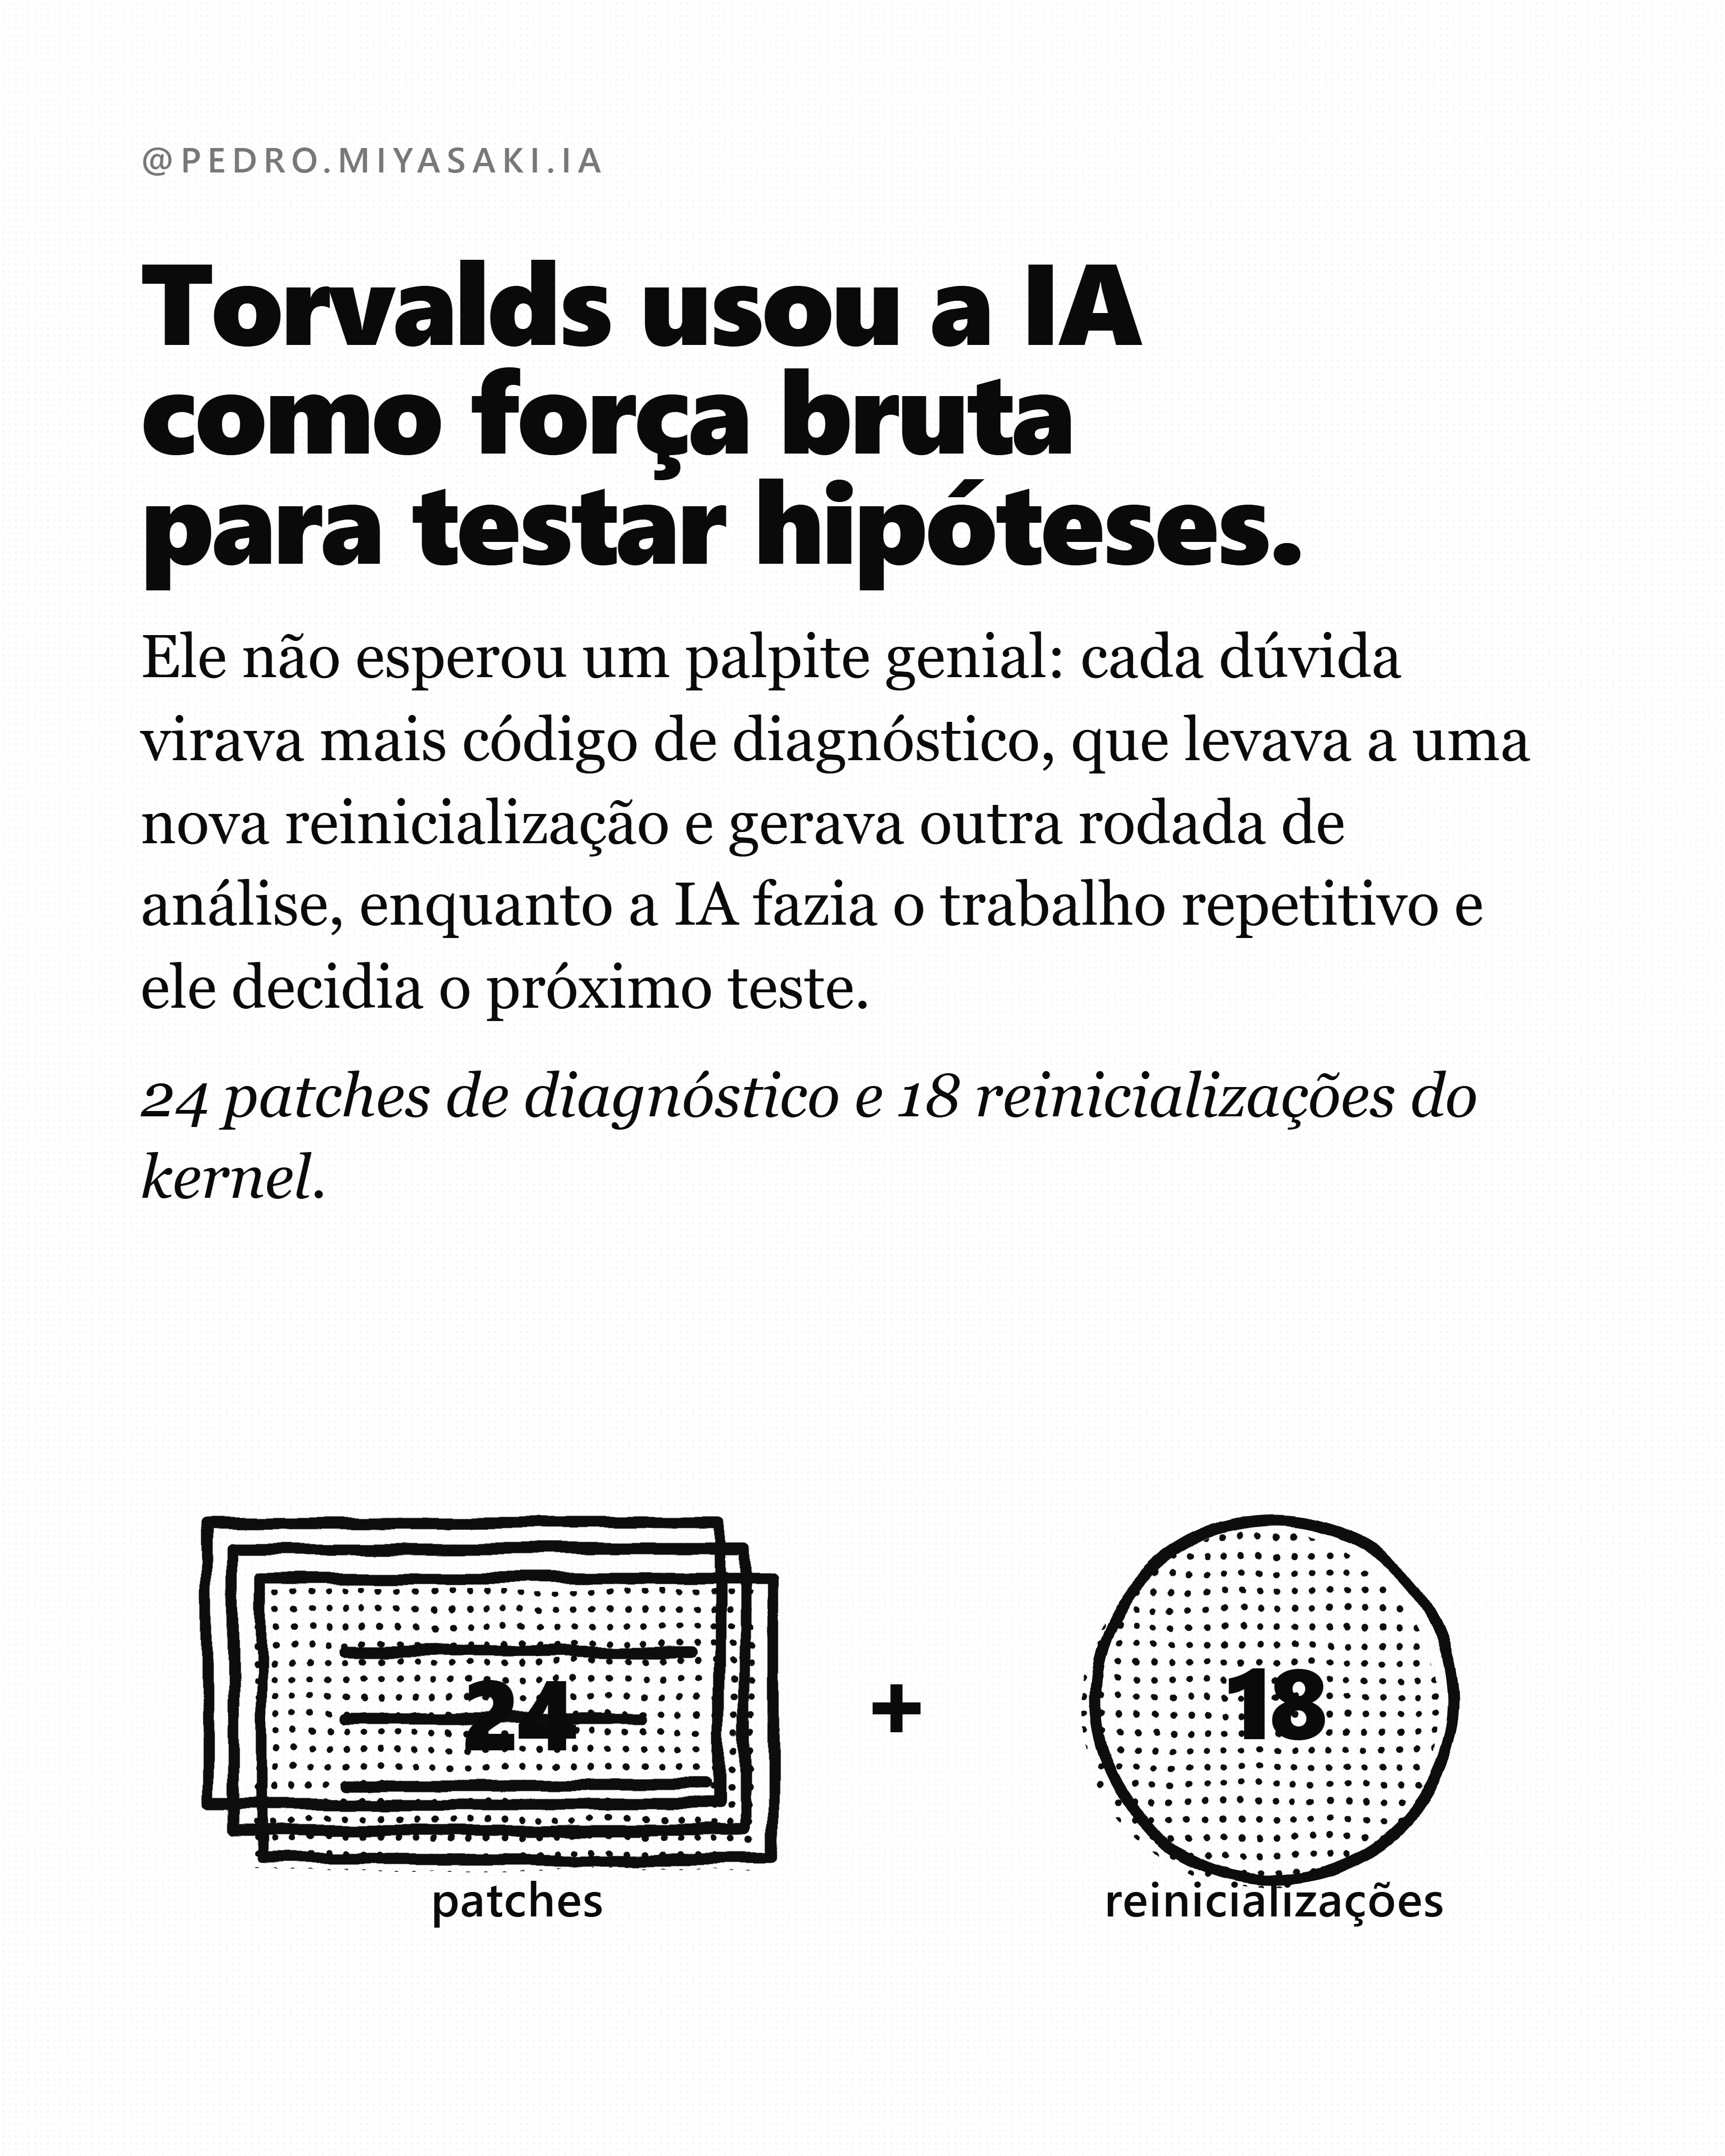 @PEDRO.MIYASAKI.IA
Torvalds usou a IA
como força bruta
para testar hipóteses.
Ele não esperou um palpite genial: cada dúvida
virava mais código de diagnóstico, que levava a uma
nova reinicialização e gerava outra rodada de
análise, enquanto a IA fazia o trabalho repetitivo e
ele decidia o próximo teste.
24 patches de diagnóstico e 18 reinicializações do
kernel.
24
+
18
patches
reinicializações